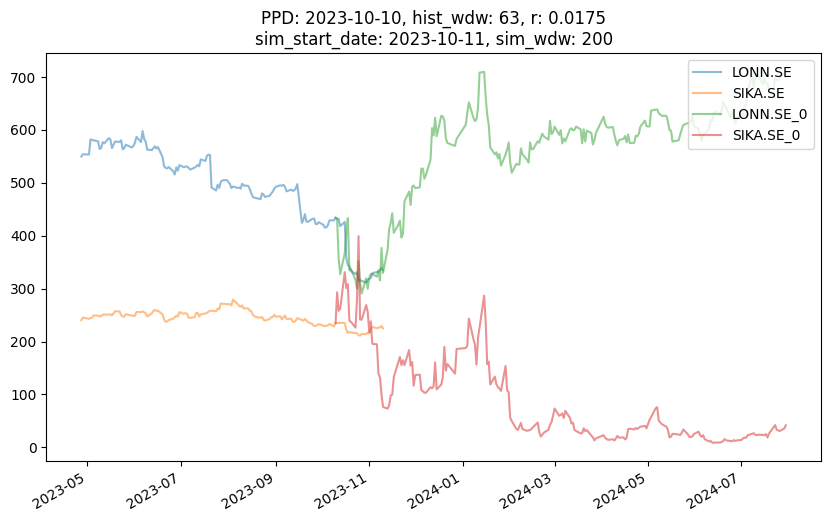 PPD: 2023-10-10, hist_wdw: 63, r: 0.0175
sim_start_date: 2023-10-11, sim_wdw: 200
LONN.SE
SIKA.SE
LONN.SE_0
SIKA.SE_0
700
600
500
400
300
200
100
0
2023-05
2023-07
2023-09
2023-11
2024-01
2024-03
2024-05
2024-07